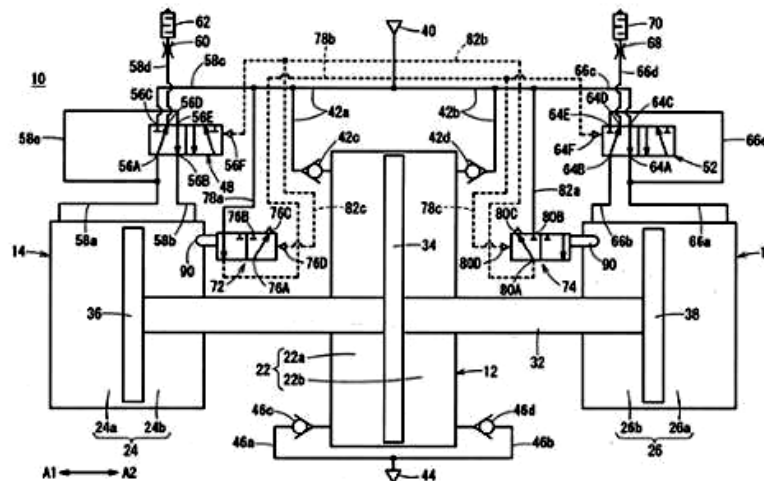 62 78b 82b 40 70
60 58c 68
58d 66c 66d
10 56C 56D 42a 42b 64D 64C
56E 64E
58e 42c 42d 64F 66e
56A 56F 64B 64A 52
56B 48
78a 82c 78c 82a
58a 58b 76B 76C 80C 80B 66b 66a
14 34
90 76D 80D 90
72 76A 80A 74
36 38
22a 32
22 12
22b
46c 46d
24a 24b 26b 26a
24 46a 46b 26
A1 A2 44